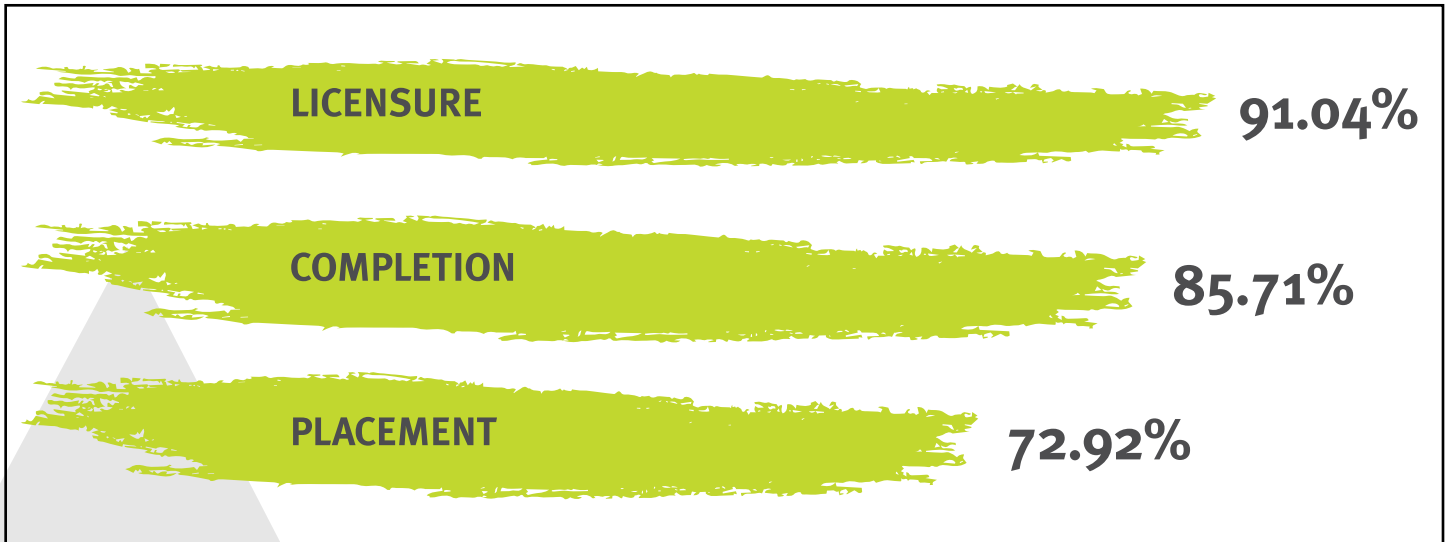 LICENSURE 91.04%
COMPLETION 85.71%
PLACEMENT 72.92%